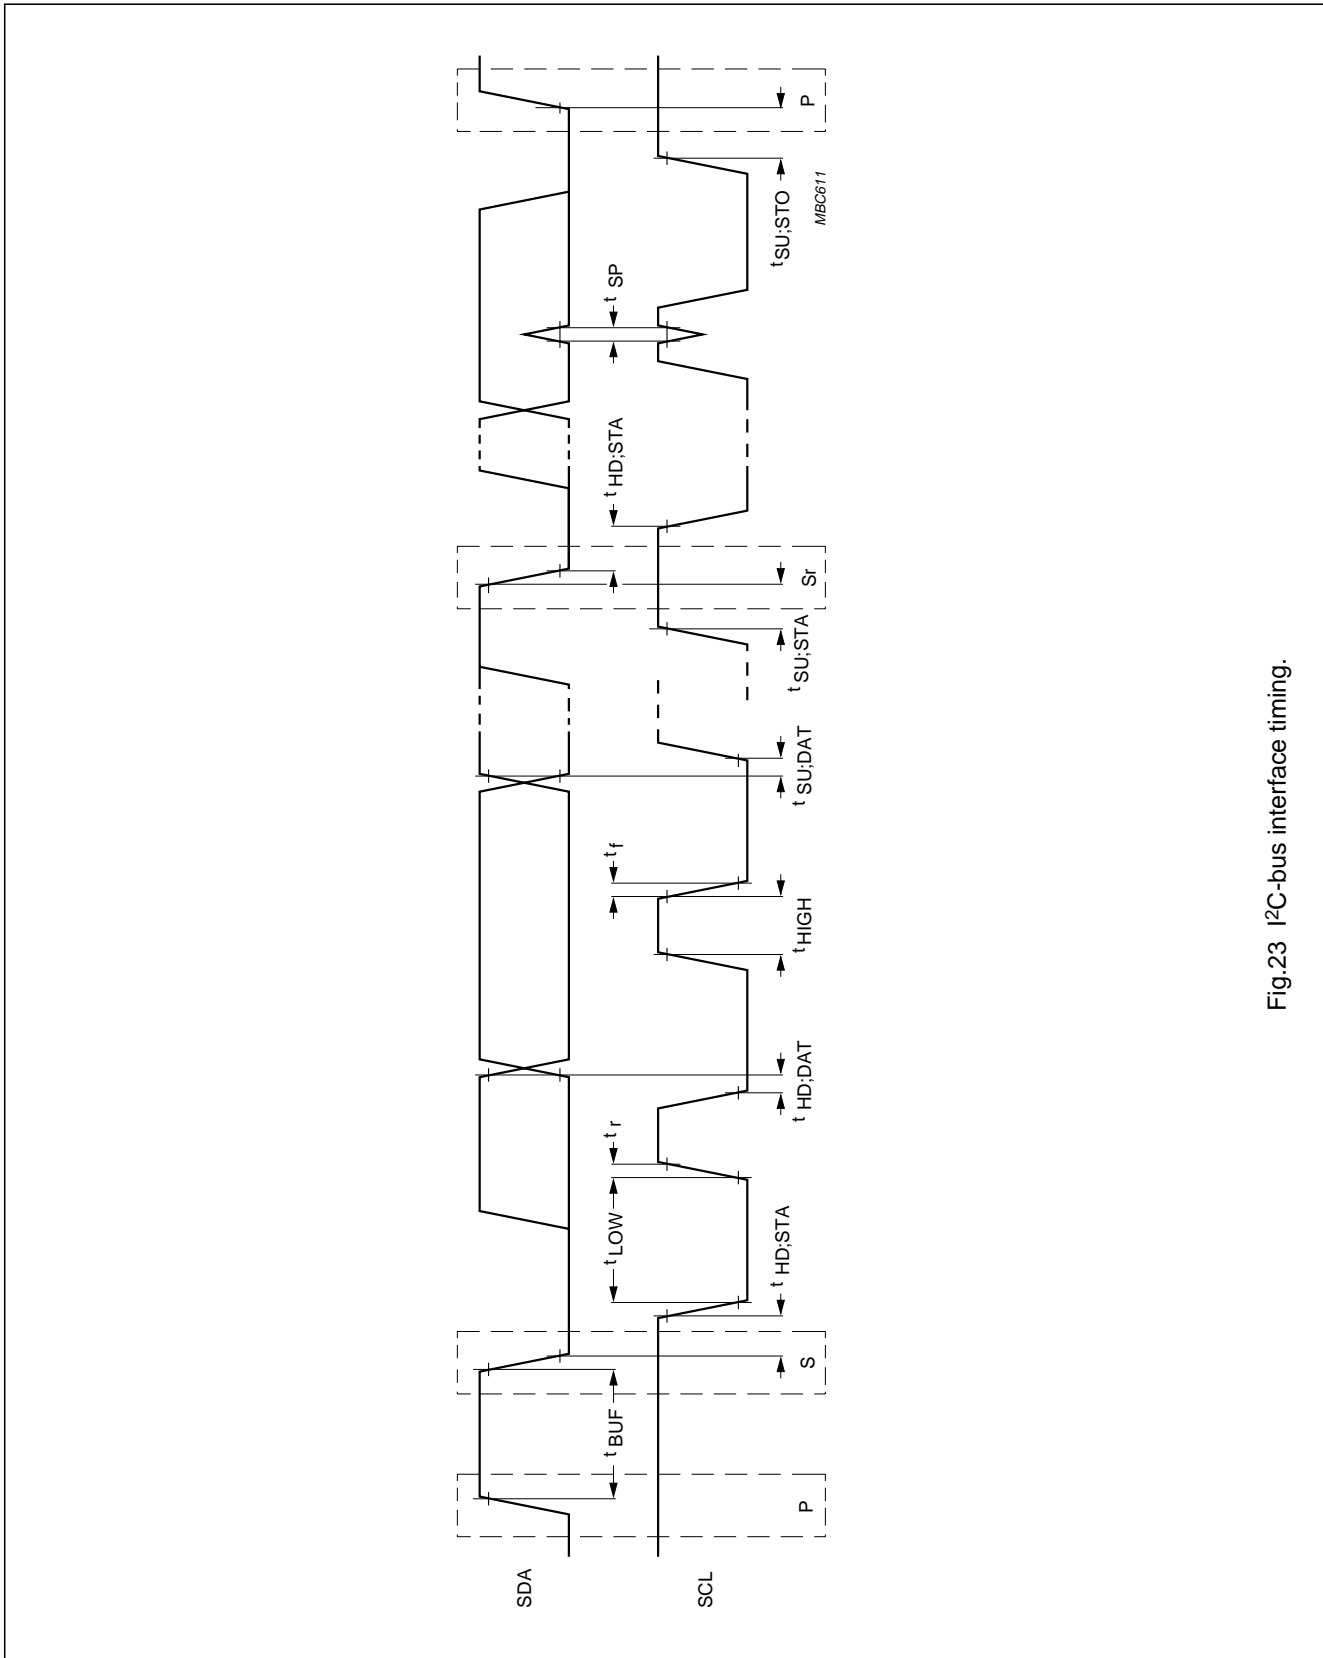 SDA
t BUF
t LOW
t r
t f
t HD;STA
t SP
SCL
t HD;STA
t HD;DAT
t HIGH
t SU;DAT
t SU;STA
t SU;STO
P
S
Sr
P
MBC611
Fig.23 I²C-bus interface timing.